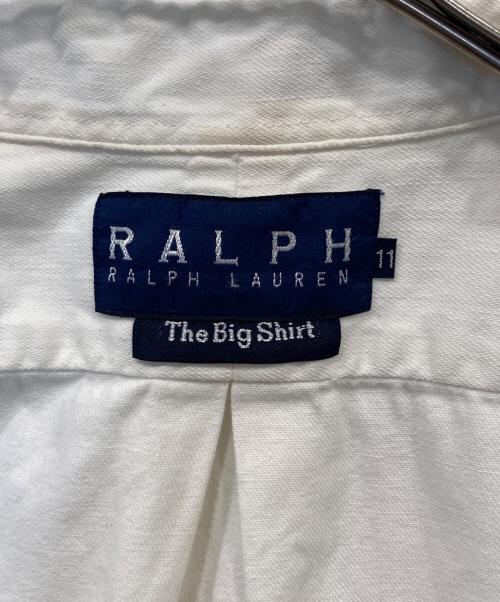 RALPH
RALPH LAUREN
11
The Big Shirt